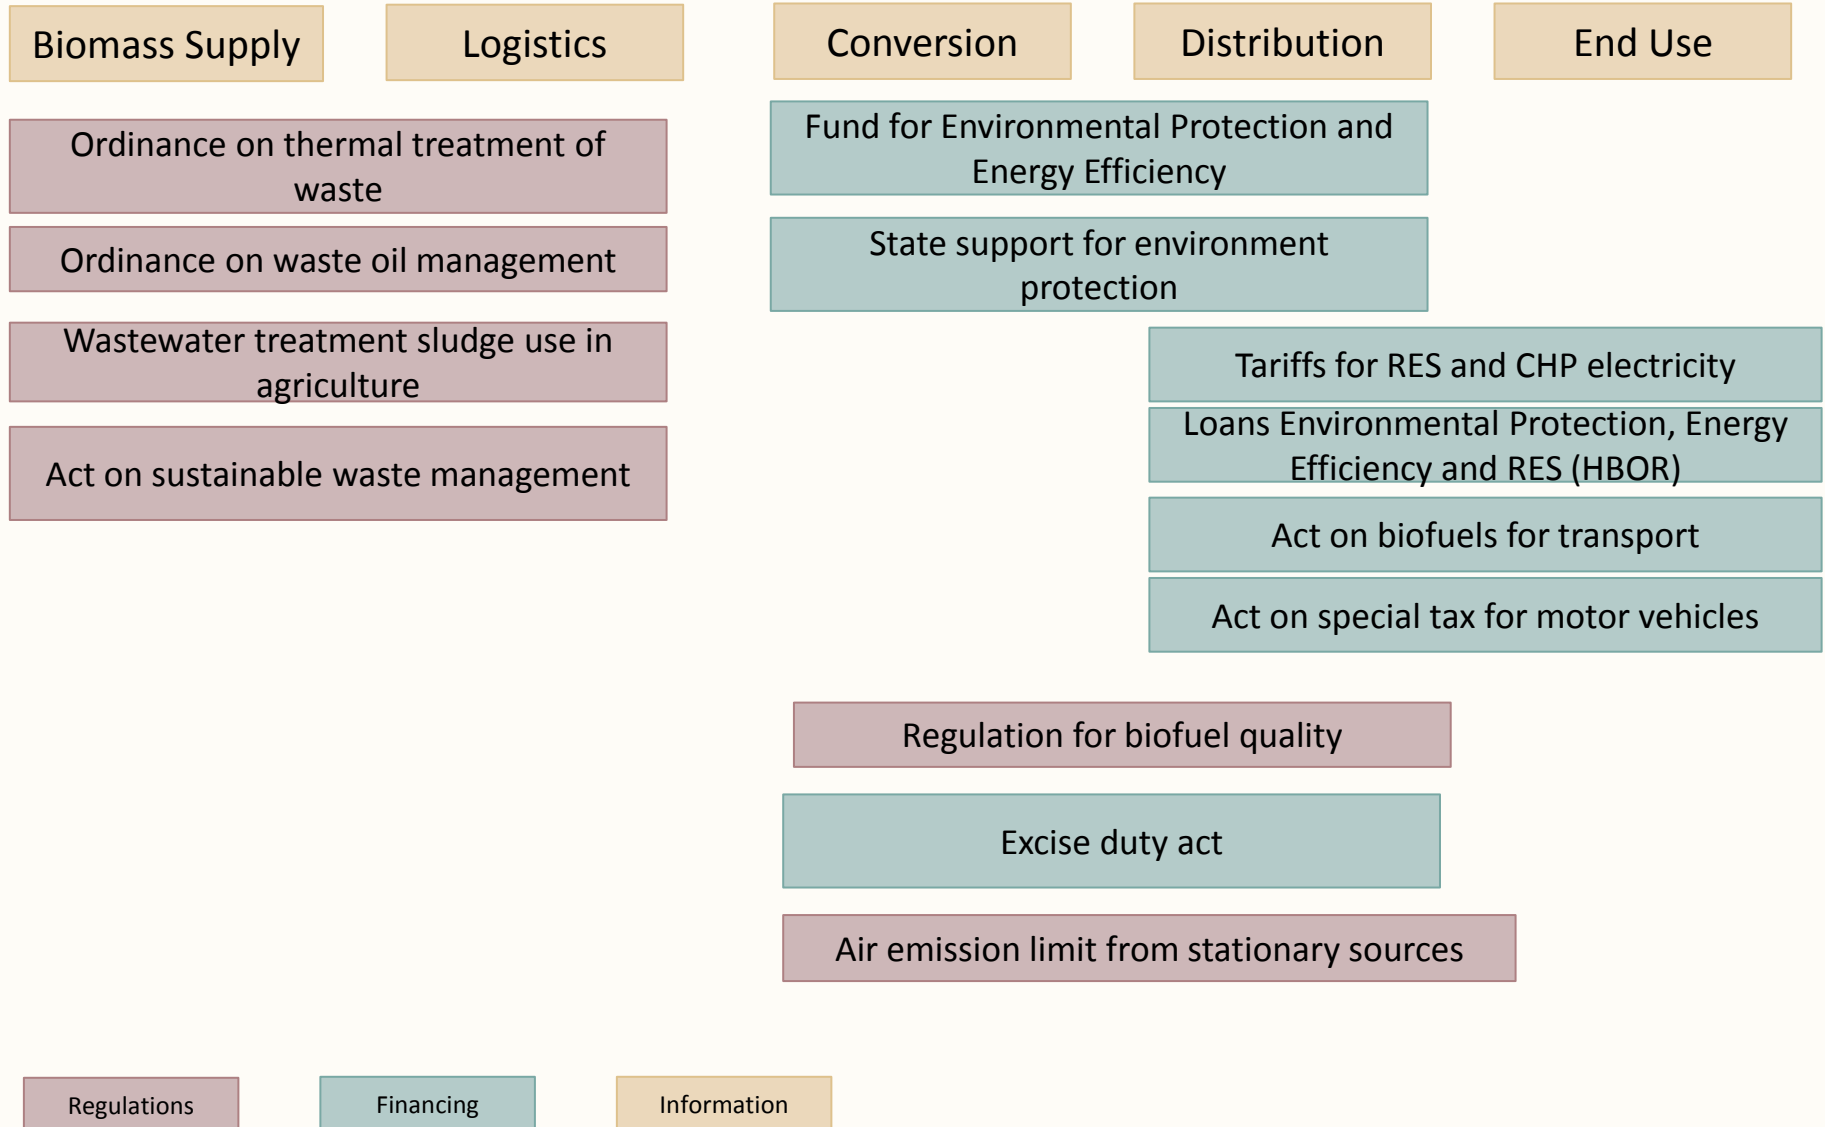 Biomass Supply
Logistics
Conversion
Distribution
End Use
Ordinance on thermal treatment of
waste
Ordinance on waste oil management
Wastewater treatment sludge use in
agriculture
Act on sustainable waste management
Fund for Environmental Protection and
Energy Efficiency
State support for environment
protection
Tariffs for RES and CHP electricity
Loans Environmental Protection, Energy
Efficiency and RES (HBOR)
Act on biofuels for transport
Act on special tax for motor vehicles
Regulation for biofuel quality
Excise duty act
Air emission limit from stationary sources
Regulations
Financing
Information